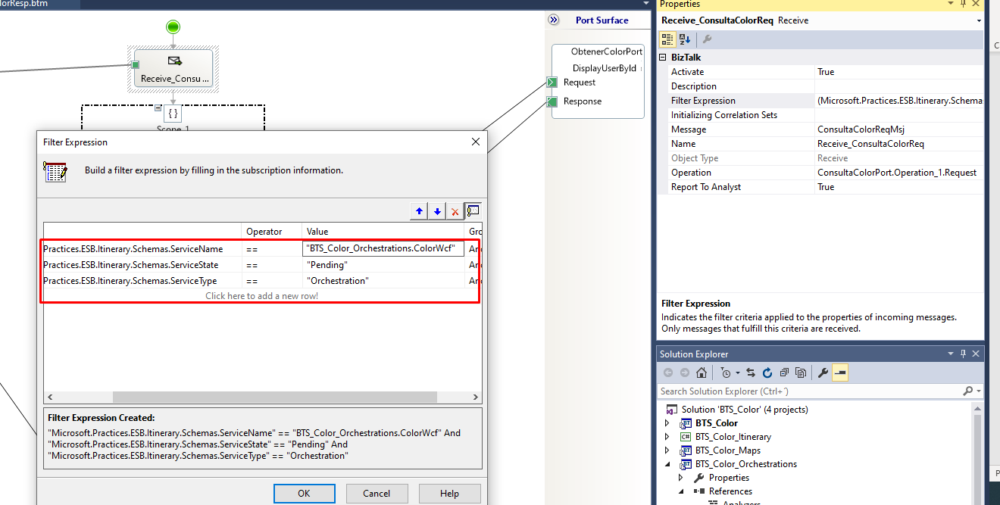 lorResp.btm
Receive_Consu ...
{ }
Scope_1
Port Surface
ObtenerColorPort
DisplayUserById
Request
Response
Filter Expression
Build a filter expression by filling in the subscription information.
Operator Value Gro
Practices.ESB.Itinerary.Schemas.ServiceName == "BTS_Color_Orchestrations.ColorWcf" An
Practices.ESB.Itinerary.Schemas.ServiceState == "Pending" An
Practices.ESB.Itinerary.Schemas.ServiceType == "Orchestration" An
Click here to add a new row!
Filter Expression Created:
"Microsoft.Practices.ESB.Itinerary.Schemas.ServiceName" == "BTS_Color_Orchestrations.ColorWcf" And
"Microsoft.Practices.ESB.Itinerary.Schemas.ServiceState" == "Pending" And
"Microsoft.Practices.ESB.Itinerary.Schemas.ServiceType" == "Orchestration"
OK Cancel Help
Properties
Receive_ConsultaColorReq Receive
BizTalk
Activate True
Description
Filter Expression (Microsoft.Practices.ESB.Itinerary.Schema
Initializing Correlation Sets
Message ConsultaColorReqMsj
Name Receive_ConsultaColorReq
Object Type Receive
Operation ConsultaColorPort.Operation_1.Request
Report To Analyst True
Filter Expression
Indicates the filter criteria applied to the properties of incoming messages.
Only messages that fulfill this criteria are received.
Solution Explorer
Search Solution Explorer (Ctrl+´)
Solution 'BTS_Color' (4 projects)
BTS_Color
C# BTS_Color_Itinerary
BTS_Color_Maps
BTS_Color_Orchestrations
Properties
References
Analyzers